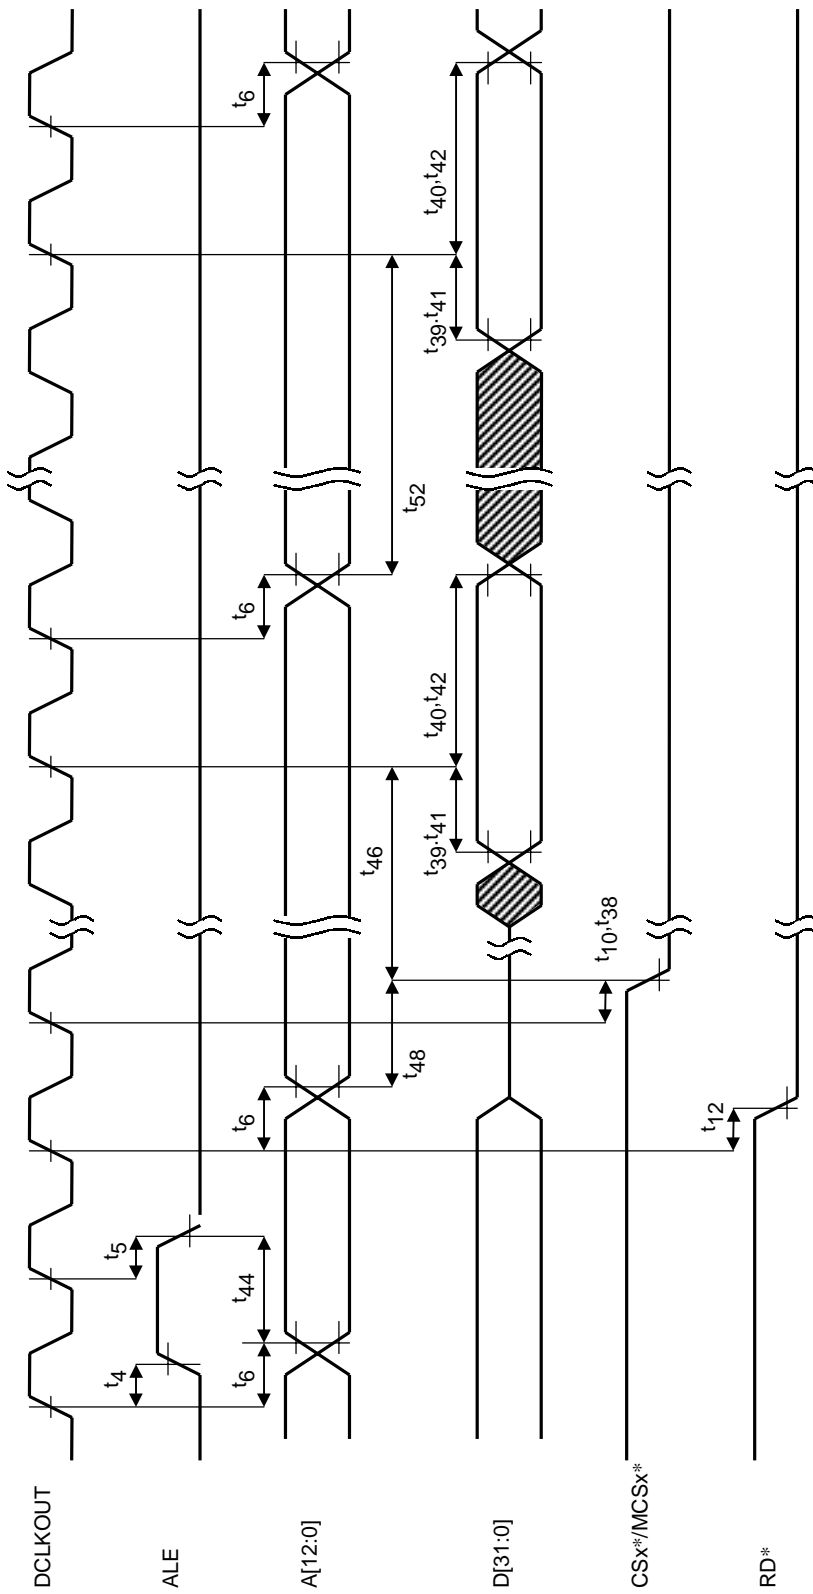 DCLKOUT
ALE
t4
t5
t6
t44
t6
t6
t6
A[12:0]
t48
t46
t52
t39.t41
t40,t42
t39.t41
t40,t42
D[31:0]
t10,t38
CSx*/MCSx*
t12
RD*